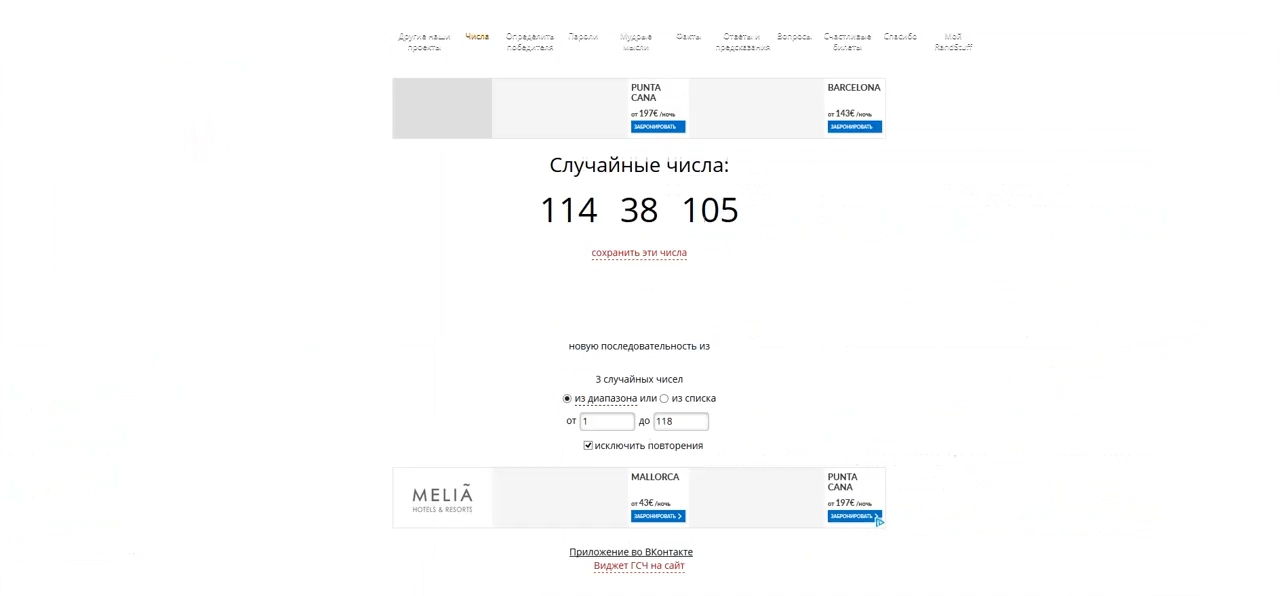 Другие наши Числа Определить Пароли Мудрые Факты Ответы и Вопросы Счастливые Спасибо Мой
проекты победителя мысли предсказания билеты RandStuff
PUNTA CANA
от 197€ /ночь
ЗАБРОНИРОВАТЬ
BARCELONA
от 143€ /ночь
ЗАБРОНИРОВАТЬ
Случайные числа:
114 38 105
сохранить эти числа
новую последовательность из
3 случайных чисел
из диапазона или из списка
от 1 до 118
исключить повторения
MELIÃ
HOTELS & RESORTS
MALLORCA
от 43€ /ночь
ЗАБРОНИРОВАТЬ
PUNTA
CANA
от 197€ /ночь
ЗАБРОНИРОВАТЬ
Приложение во ВКонтакте
Виджет ГСЧ на сайт